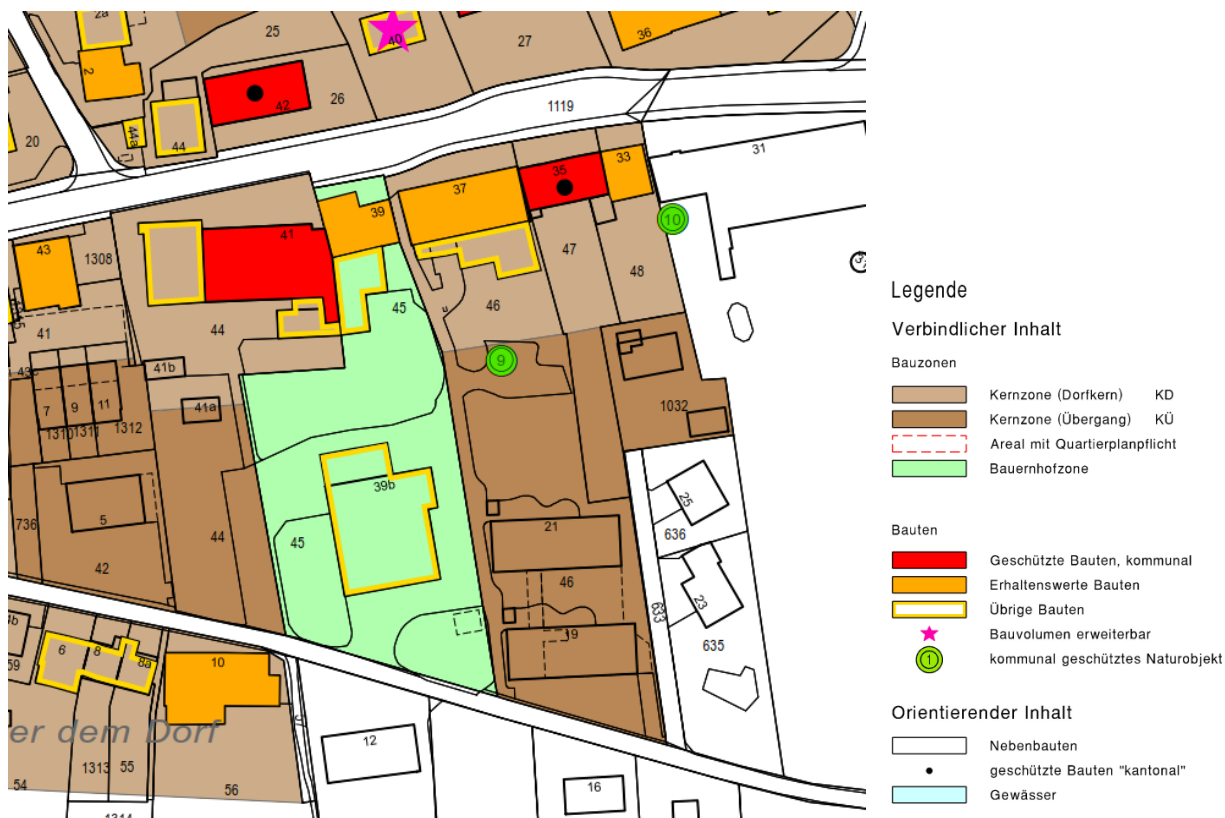 2a
25
40
27
36
2
42
26
1119
20
44a
44
31
35
33
37
39
10
41
43
1308
47
48
46
45
44
41
41b
43c
41a
9
7
9
11
1310
1311
1312
1032
39b
25
5
736
44
45
21
636
42
46
23
633
19
635
6
8
8a
10
59
er dem Dorf
12
1313
55
54
56
16
1314
Legende
Verbindlicher Inhalt
Bauzonen
Kernzone (Dorfkern) KD
Kernzone (Übergang) KÜ
Areal mit Quartierplanpflicht
Bauernhofzone
Bauten
Geschützte Bauten, kommunal
Erhaltenswerte Bauten
Übrige Bauten
Bauvolumen erweiterbar
1 kommunal geschütztes Naturobjekt
Orientierender Inhalt
Nebenbauten
geschützte Bauten "kantonal"
Gewässer